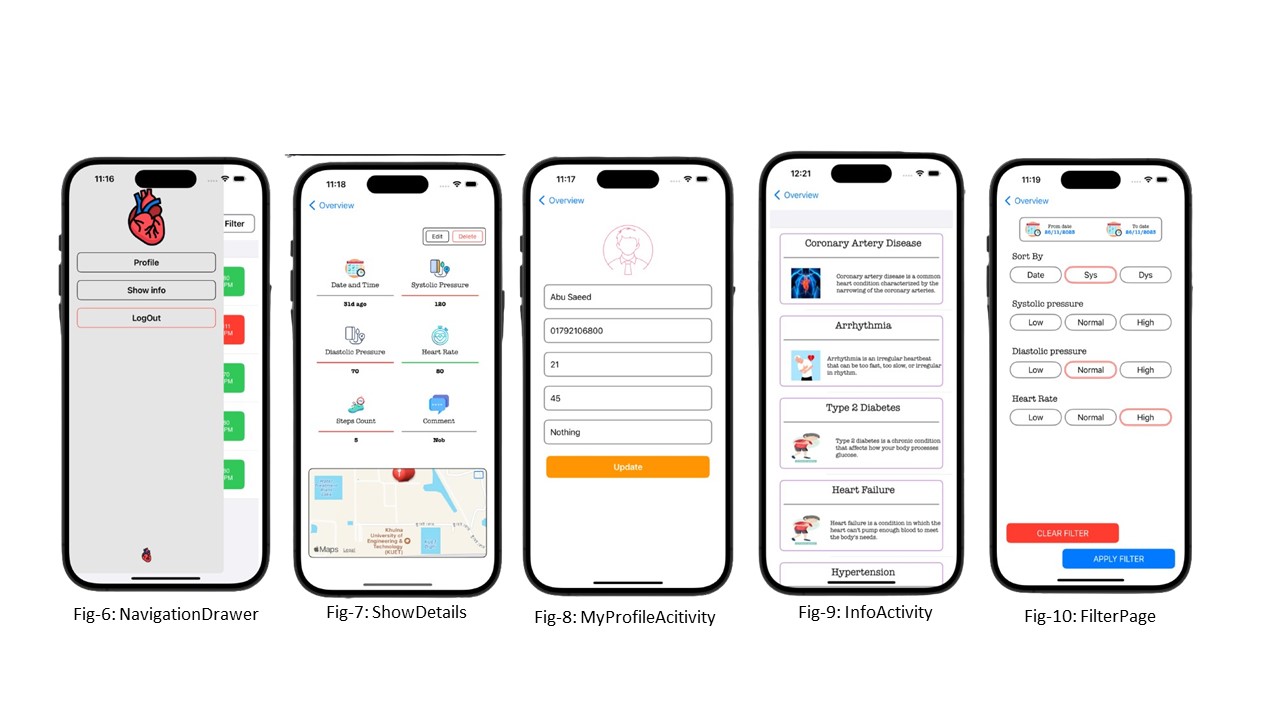 11:16
Filter
Profile
Show info
LogOut
PM
11
PM
70
PM
PM
PM
Fig-6: NavigationDrawer
11:18
Overview
Edit
Delete
Date and Time
Systolic Pressure
31d ago
120
Diastolic Pressure
Heart Rate
70
80
Steps Count
Comment
5
Nob
Khulna
University of
Engineering &
Technology
(KUET)
Maps
Legal
Fig-7: ShowDetails
11:17
Overview
Abu Saeed
01792106800
21
45
Nothing
Update
Fig-8: MyProfileAcitivity
12:21
Overview
Coronary Artery Disease
Coronary artery disease is a common
heart condition characterized by the
narrowing of the coronary arteries.
Arrhythmia
Arrhythmia is an irregular heartbeat
that can be too fast, too slow, or irregular
in rhythm.
Type 2 Diabetes
Type 2 diabetes is a chronic condition
that affects how your body processes
glucose.
Heart Failure
Heart failure is a condition in which the
heart can't pump enough blood to meet
the body's needs.
Hypertension
Fig-9: InfoActivity
11:19
Overview
From date
To date
Sort By
Date
Sys
Dys
Systolic pressure
Low
Normal
High
Diastolic pressure
Low
Normal
High
Heart Rate
Low
Normal
High
CLEAR FILTER
APPLY FILTER
Fig-10: FilterPage